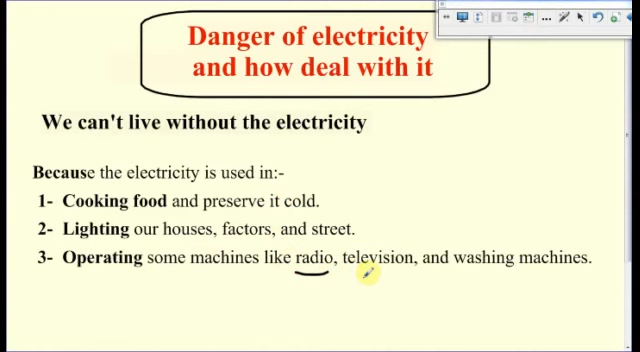 Danger of electricity
and how deal with it
We can't live without the electricity
Because the electricity is used in:-
1- Cooking food and preserve it cold.
2- Lighting our houses, factors, and street.
3- Operating some machines like radio, television, and washing machines.